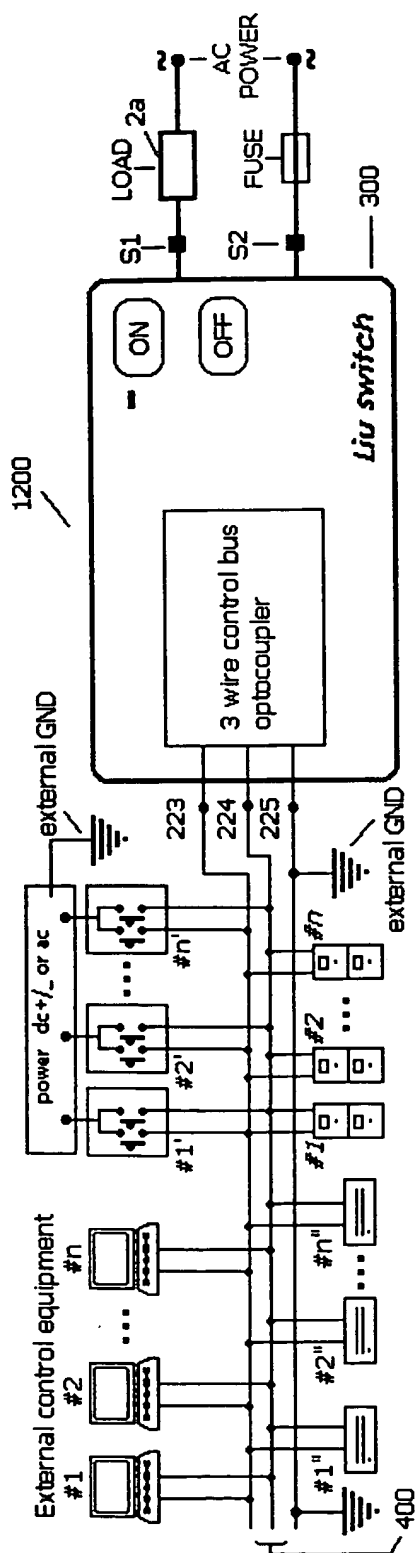 1200
external GND
power dc+/_ or ac
External control equipment
#1
#2
#n
#1'
#2'
#n'
223
224
225
3 wire control bus
optocoupler
ON
OFF
Liu switch
300
S1
S2
LOAD
2a
FUSE
AC
POWER
~
~
external GND
#1
#2
#n
#1"
#2"
#n"
400